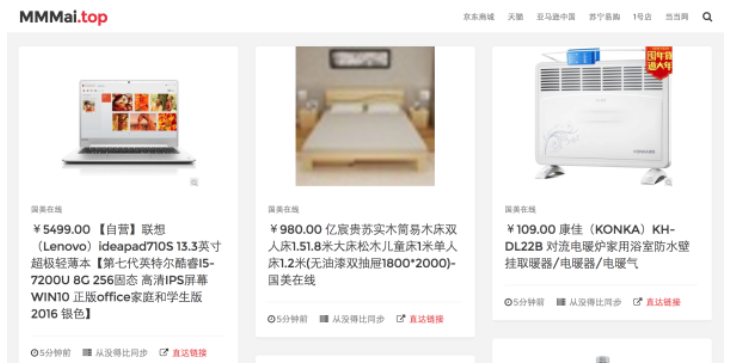 MMMai.top
京东商城 天猫 亚马逊中国 苏宁易购 1号店 当当网
国美在线
￥5499.00 【自营】联想
（Lenovo）ideapad710S 13.3英寸
超极轻薄本【第七代英特尔酷睿I5-
7200U 8G 256固态 高清IPS屏幕
WIN10 正版office家庭和学生版
2016 银色】
5分钟前 从没得比同步 直达链接
国美在线
￥980.00 亿宸贵苏实木简易木床双
人床1.51.8米大床松木儿童床1米单人
床1.2米(无油漆双抽屉1800*2000)-
国美在线
5分钟前 从没得比同步 直达链接
KONKA
国美在线
￥109.00 康佳（KONKA）KH-
DL22B 对流电暖炉家用浴室防水壁
挂取暖器/电暖器/电暖气
5分钟前 从没得比同步 直达链接